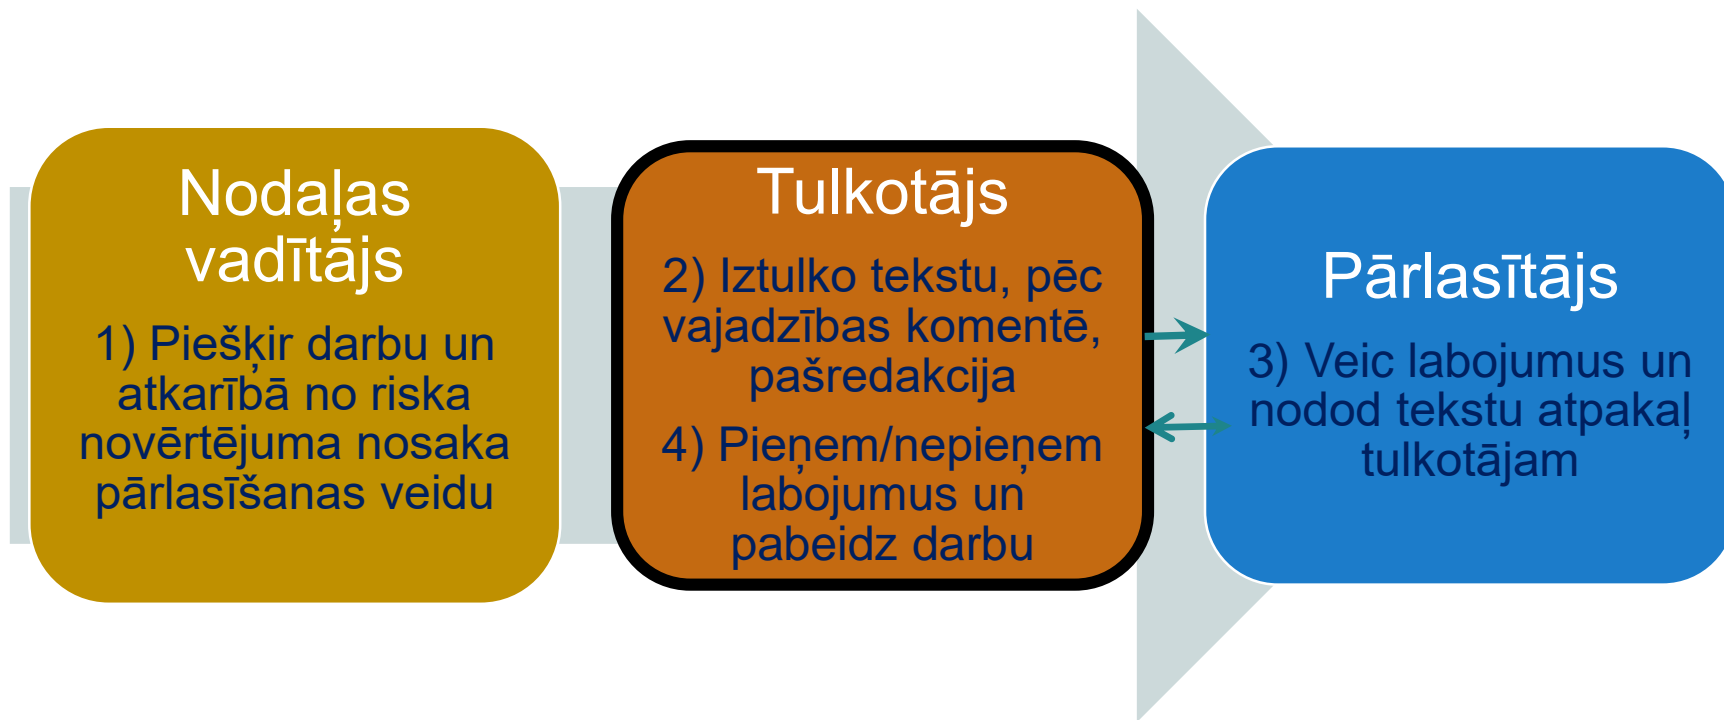 Nodaļas
vadītājs
1) Piešķir darbu un
atkarībā no riska
novērtējuma nosaka
pārlasīšanas veidu
Tulkotājs
2) Iztulko tekstu, pēc
vajadzības komentē,
pašredakcija
4) Pieņem/nepieņem
labojumus un
pabeidz darbu
Pārlasītājs
3) Veic labojumus un
nodod tekstu atpakaļ
tulkotājam